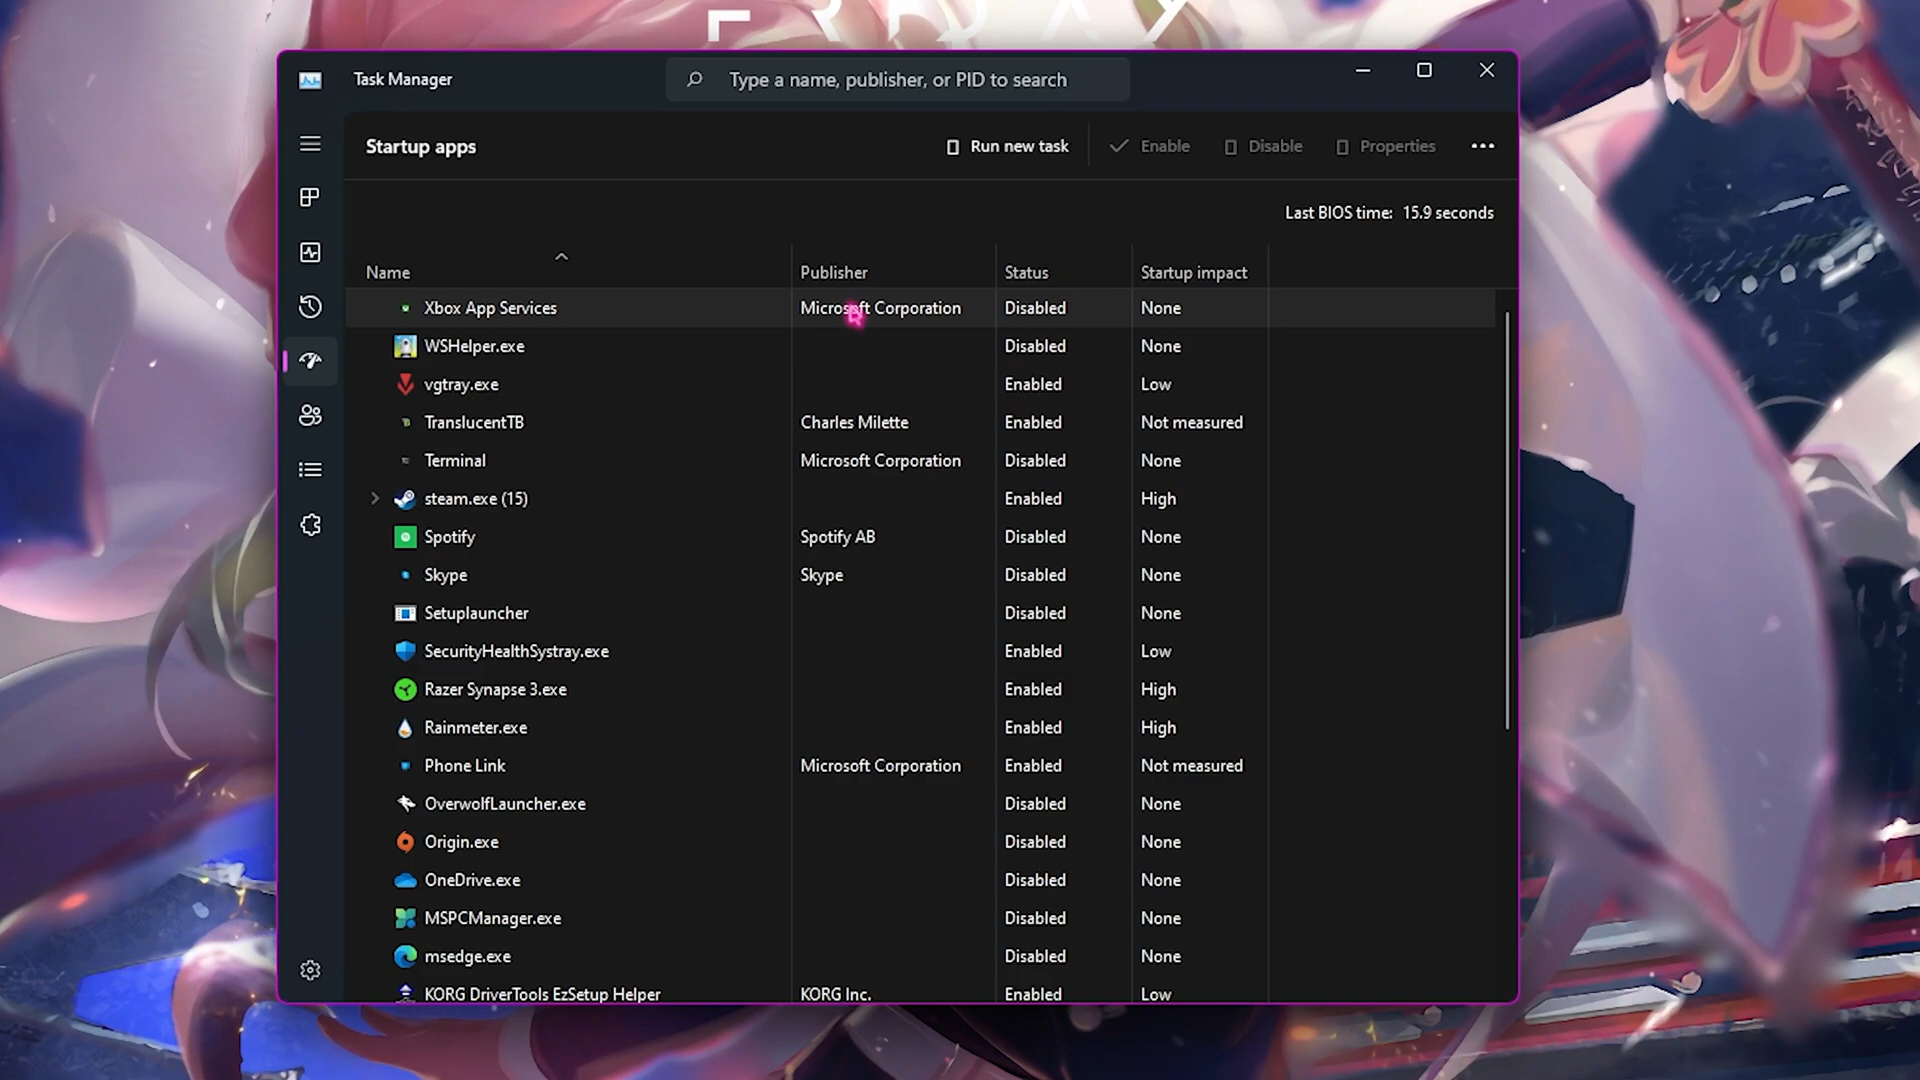 FRIDAY
Task Manager
Type a name, publisher, or PID to search
Startup apps
Run new task
Enable
Disable
Properties
Last BIOS time: 15.9 seconds
Name Publisher Status Startup impact
Xbox App Services Microsoft Corporation Disabled None
WSHelper.exe Disabled None
vgtray.exe Enabled Low
TranslucentTB Charles Milette Enabled Not measured
Terminal Microsoft Corporation Disabled None
steam.exe (15) Enabled High
Spotify Spotify AB Disabled None
Skype Skype Disabled None
Setuplauncher Disabled None
SecurityHealthSystray.exe Enabled Low
Razer Synapse 3.exe Enabled High
Rainmeter.exe Enabled High
Phone Link Microsoft Corporation Enabled Not measured
OverwolfLauncher.exe Disabled None
Origin.exe Disabled None
OneDrive.exe Disabled None
MSPCManager.exe Disabled None
msedge.exe Disabled None
KORG DriverTools EzSetup Helper KORG Inc. Enabled Low